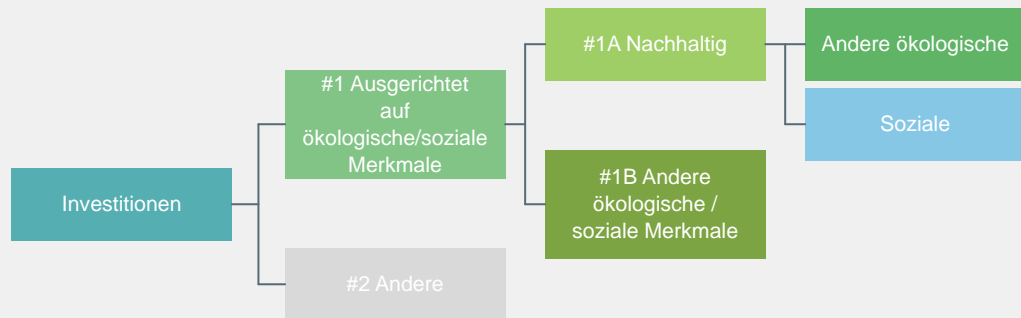 Investitionen
#1 Ausgerichtet
auf
ökologische/soziale
Merkmale
#2 Andere
#1A Nachhaltig
#1B Andere
ökologische /
soziale Merkmale
Andere ökologische
Soziale